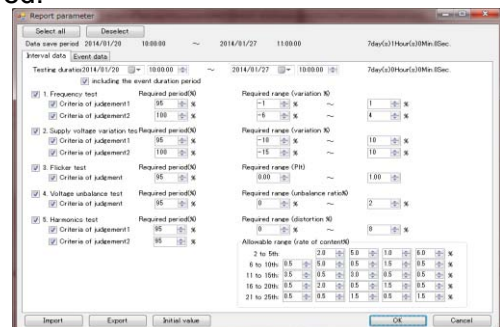 ed.
Report parameter
Select all Deselect
Data save period 2014/01/20 10:00:00 ~ 2014/01/27 11:00:00 7day(s)1Hour(s)0Min.0Sec.
Interval data Event data
Testing duration 2014/01/20 10:00:00 ~ 2014/01/27 10:00:00 7day(s)0Hour(s)0Min.0Sec.
including the event duration period
1. Frequency test Required period(%) Required range (variation %)
Criteria of judgement1 95 % -1 ~ 1 %
Criteria of judgement2 100 % -6 ~ 4 %
2. Supply voltage variation tes Required period(%) Required range (variation %)
Criteria of judgement1 95 % -10 ~ 10 %
Criteria of judgement2 100 % -15 ~ 10 %
3. Flicker test Required period(%) Required range (Plt)
Criteria of judgement 95 % 0.00 ~ 1.00
4. Voltage unbalance test Required period(%) Required range (unbalance ratio%)
Criteria of judgement 95 % 0 % ~ 2 %
5. Harmonics test Required period(%) Required range (distortion %)
Criteria of judgement1 95 % 0 % ~ 8 %
Criteria of judgement2 95 % Allowable range (rate of content%)
2 to 5th: 2.0 5.0 1.0 6.0 %
6 to 10th: 0.5 5.0 0.5 1.5 0.5 %
11 to 15th: 3.5 0.5 3.0 0.5 0.5 %
16 to 20th: 0.5 2.0 0.5 1.5 0.5 %
21 to 25th: 0.5 0.5 1.5 0.5 1.5 %
Import Export Initial value OK Cancel